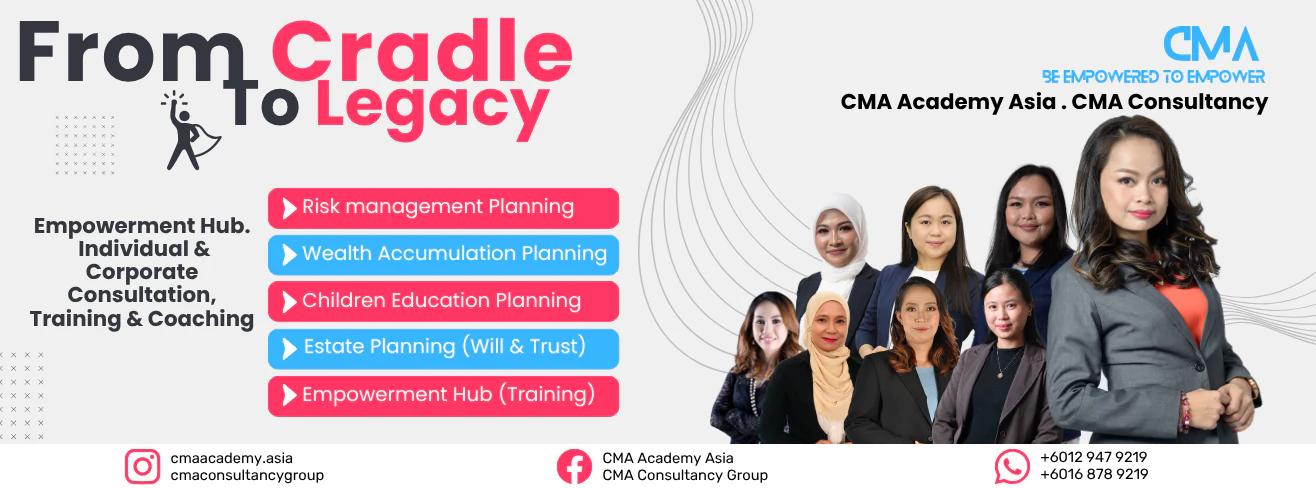 From Cradle
To Legacy
CMA
BE EMPOWERED TO EMPOWER
CMA Academy Asia . CMA Consultancy
Empowerment Hub.
Individual &
Corporate
Consultation,
Training & Coaching
Risk management Planning
Wealth Accumulation Planning
Children Education Planning
Estate Planning (Will & Trust)
Empowerment Hub (Training)
cmaacademy.asia
cmaconsultancygroup
CMA Academy Asia
CMA Consultancy Group
+6012 947 9219
+6016 878 9219